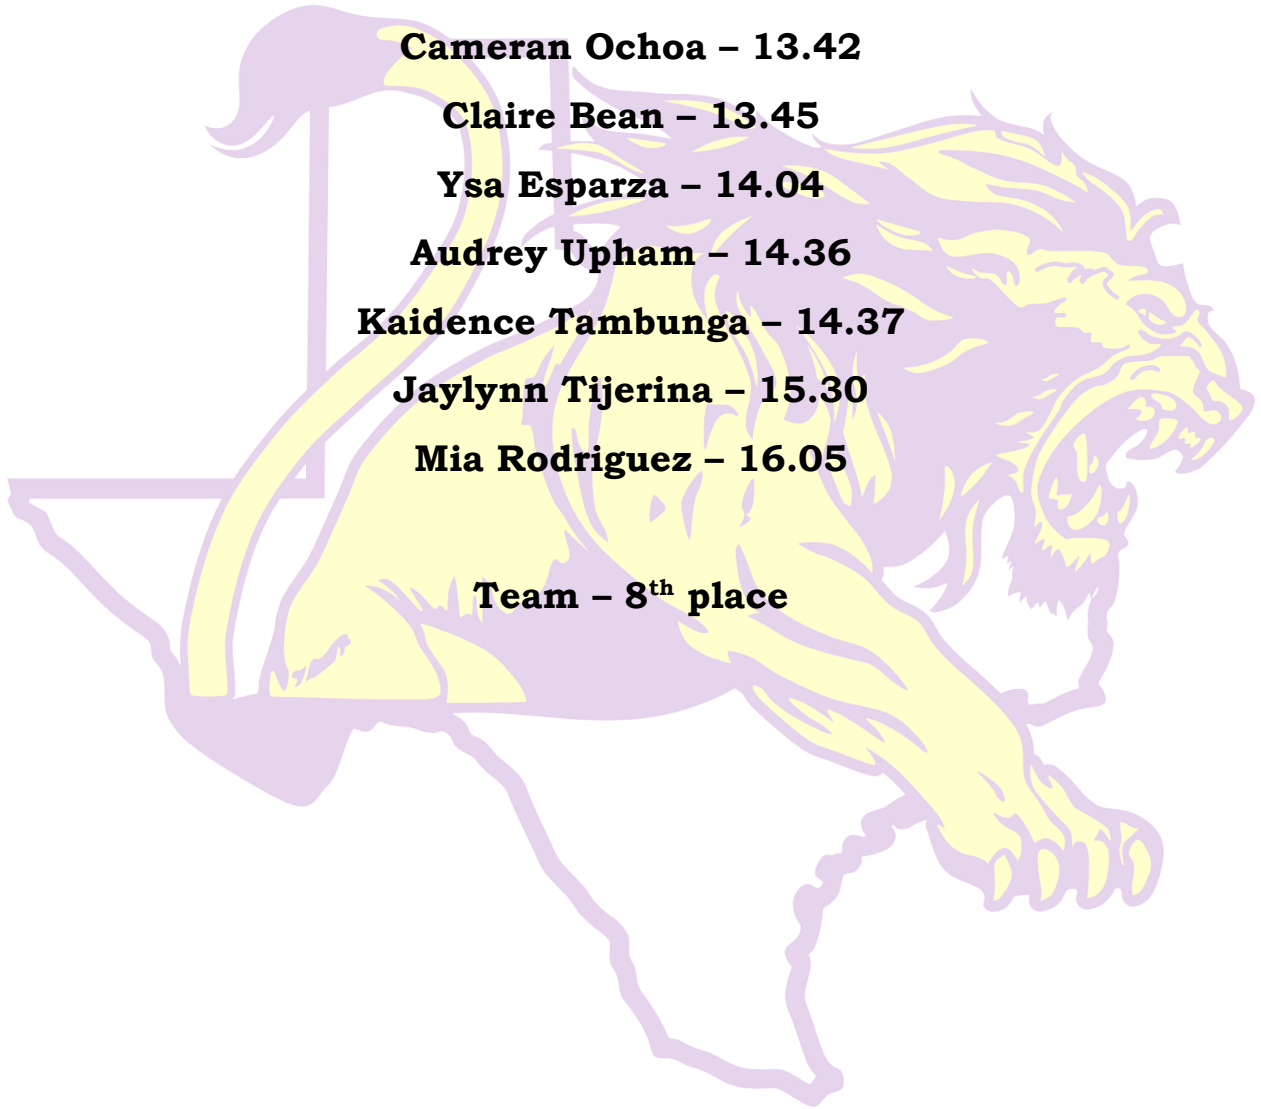 Cameran Ochoa – 13.42
Claire Bean – 13.45
Ysa Esparza – 14.04
Audrey Upham – 14.36
Kaidence Tambunga – 14.37
Jaylynn Tijerina – 15.30
Mia Rodriguez – 16.05
Team – 8th place